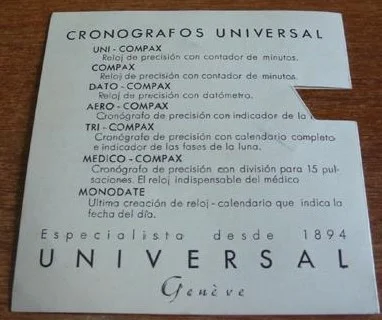 CRONOGRAFOS UNIVERSAL
UNI - COMPAX
Reloj de precisión con contador de minutos.
COMPAX
Reloj de precisión con contador de minutos.
DATO - COMPAX
Reloj de precisión con datómetro.
AERO - COMPAX
Cronógrafo de precisión con indicador de la
TRI - COMPAX
Cronógrafo de precisión con calendario completo
e indicador de las fases de la luna.
MEDICO - COMPAX
Cronógrafo de precisión con división para 15 pul-
saciones. El reloj indispensable del médico
MONODATE
Ultima creación de reloj - calendario que indica la
fecha del día.
Especialista desde 1894
UNIVERSAL
Genève